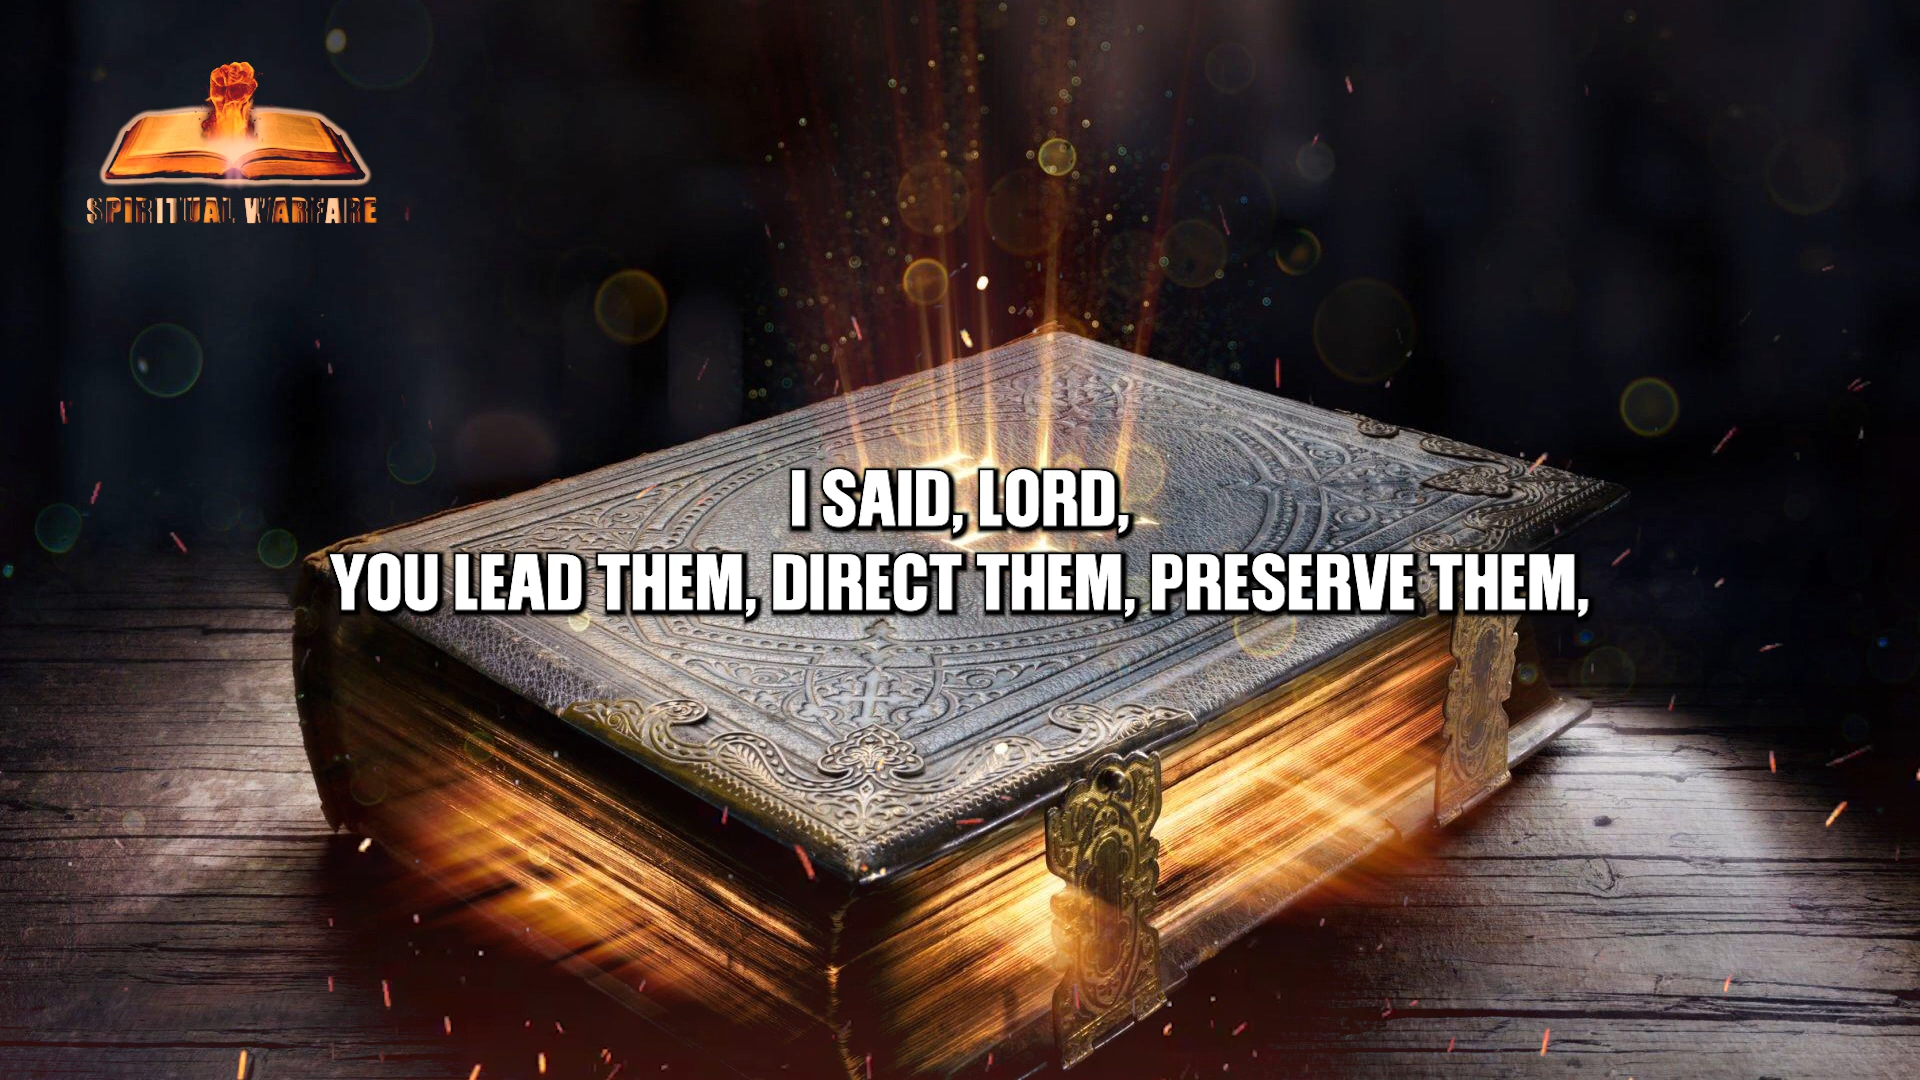 SPIRITUAL WARFARE
I SAID, LORD,
YOU LEAD THEM, DIRECT THEM, PRESERVE THEM,